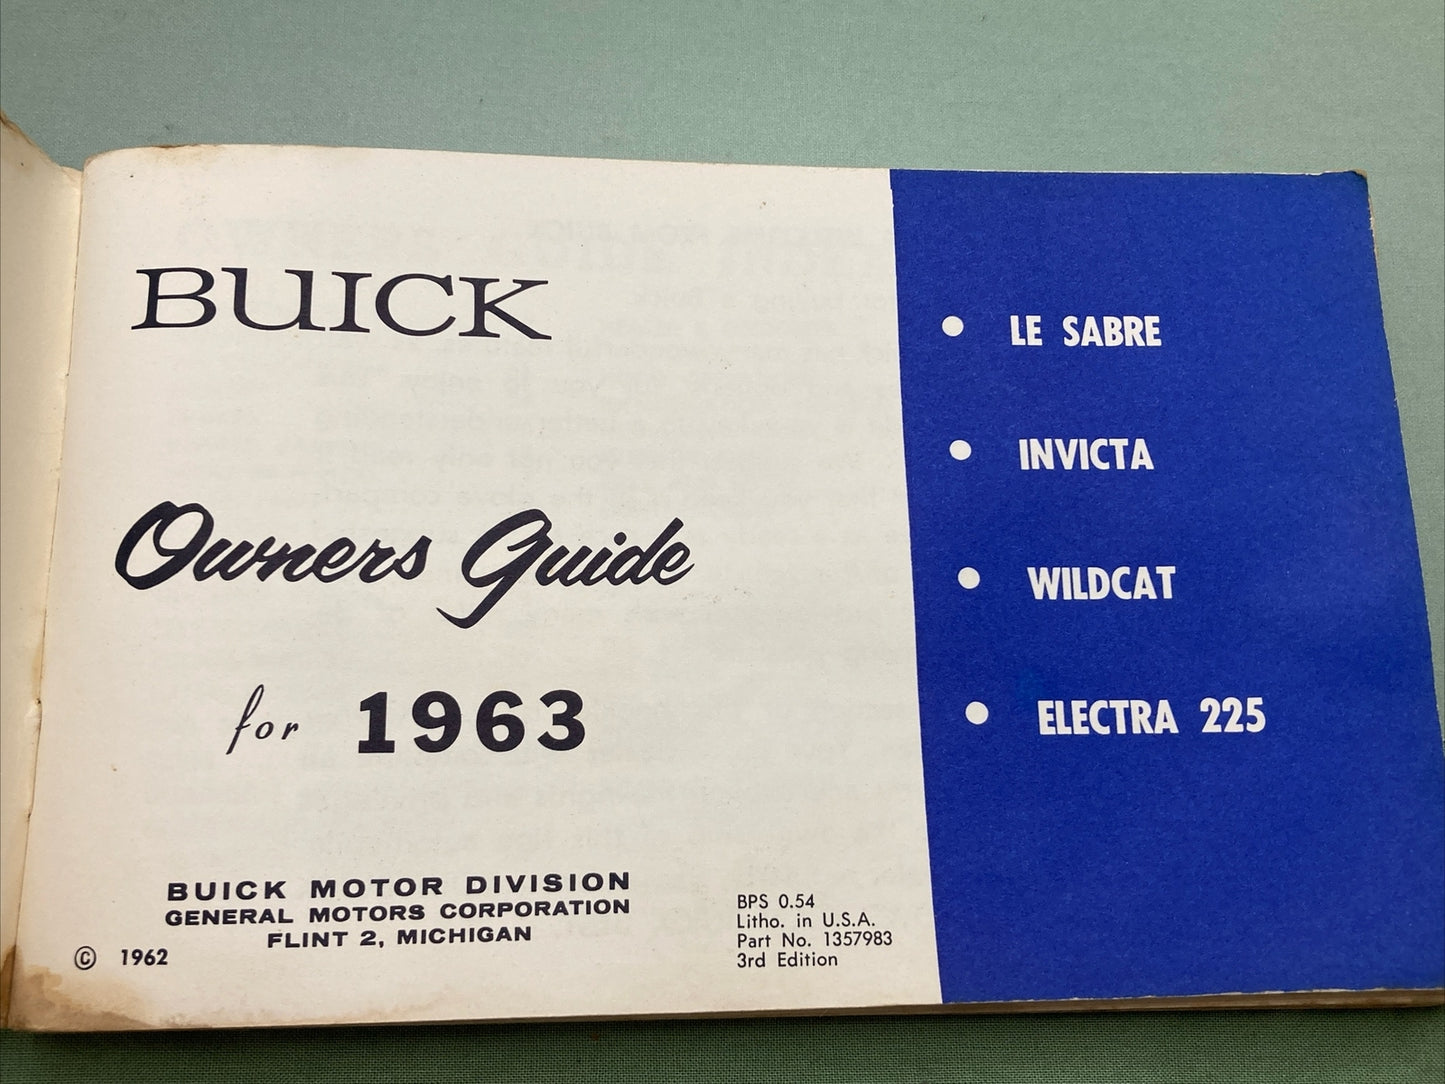 BUICK
Owners Guide
for 1963
BUICK MOTOR DIVISION
GENERAL MOTORS CORPORATION
FLINT 2, MICHIGAN
© 1962
BPS 0.54
Litho. in U.S.A.
Part No. 1357983
3rd Edition
• LE SABRE
• INVICTA
• WILDCAT
• ELECTRA 225